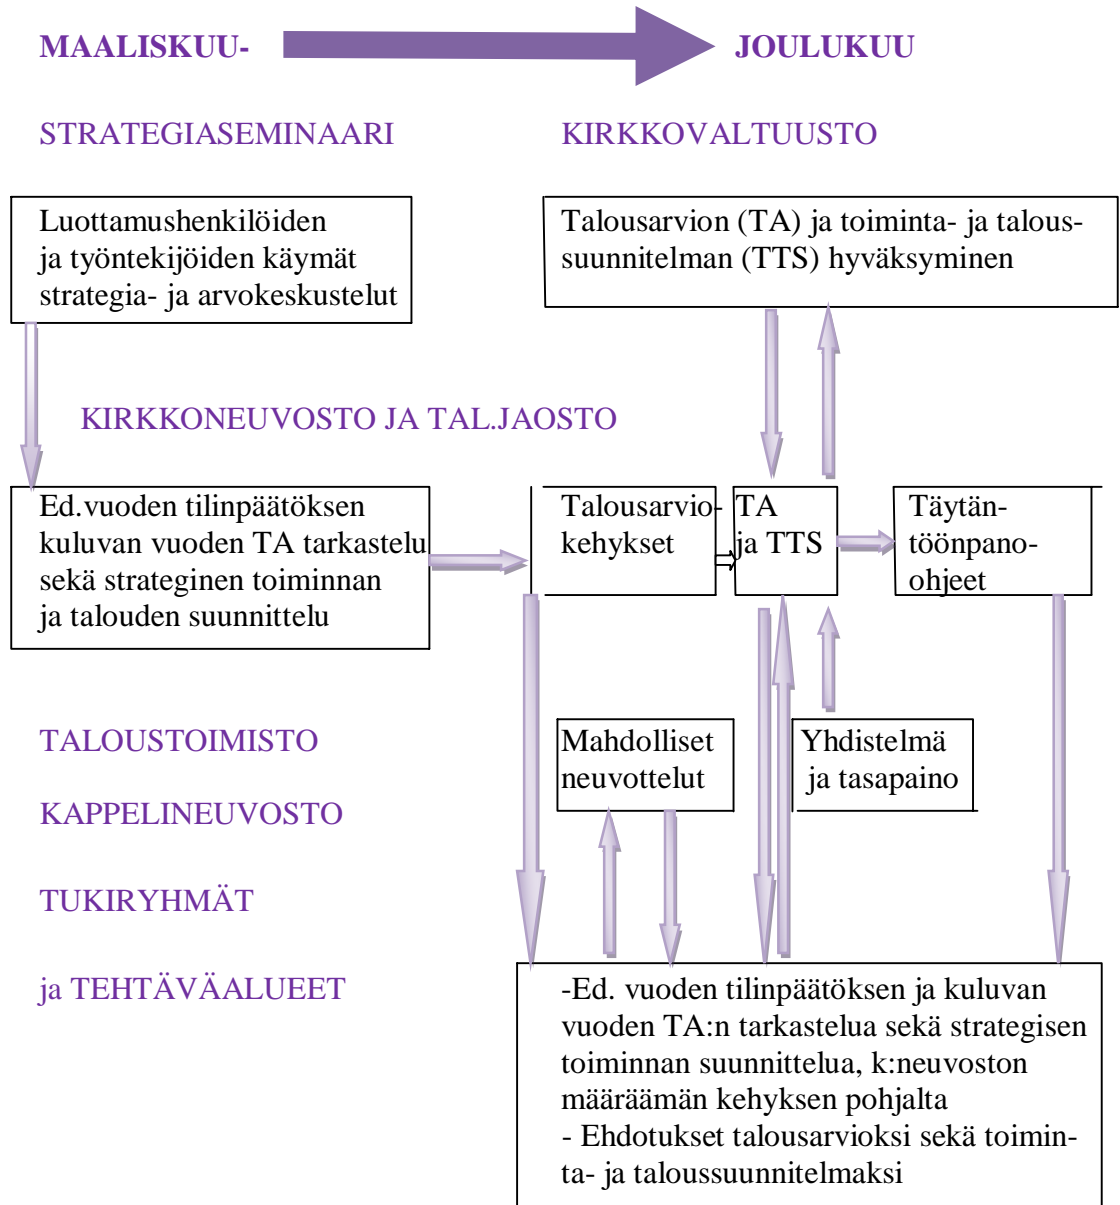 MAALISKUU-
JOULUKUU
STRATEGIASEMINAARI
KIRKKOVALTUUSTO
Luottamushenkilöiden
ja työntekijöiden käymät
strategia- ja arvokeskustelut
Talousarvion (TA) ja toiminta- ja talous-
suunnitelman (TTS) hyväksyminen
KIRKKONEUVOSTO JA TAL.JAOSTO
Ed.vuoden tilinpäätöksen
kuluvan vuoden TA tarkastelu
sekä strateginen toiminnan
ja talouden suunnittelu
Talousarvio-
kehykset
TA
ja TTS
Täytän-
töönpano-
ohjeet
TALOUSTOIMISTO
Mahdolliset
neuvottelut
Yhdistelmä
ja tasapaino
KAPPELINEUVOSTO
TUKIRYHMÄT
ja TEHTÄVÄALUEET
-Ed. vuoden tilinpäätöksen ja kuluvan
vuoden TA:n tarkastelua sekä strategisen
toiminnan suunnittelua, k:neuvoston
määräämän kehyksen pohjalta
- Ehdotukset talousarvioksi sekä toimin-
ta- ja taloussuunnitelmaksi